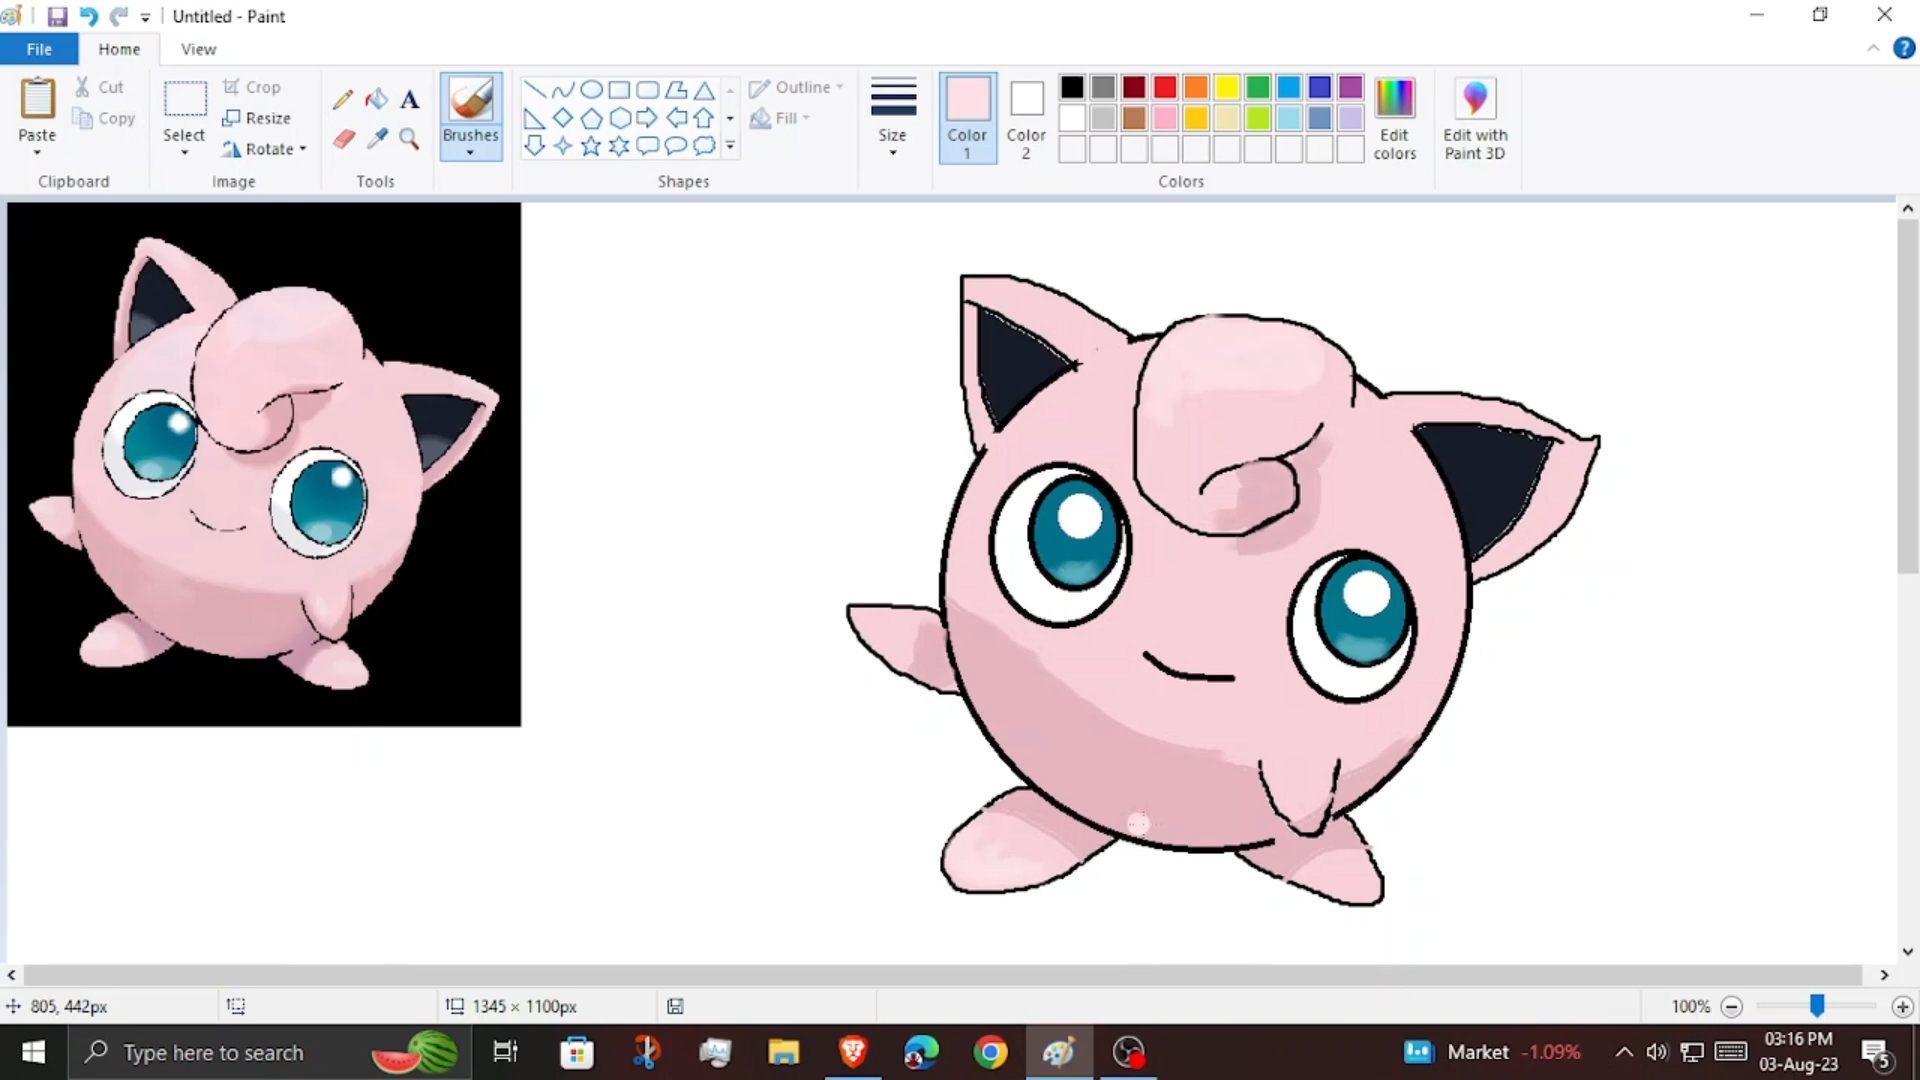 Untitled - Paint
File Home View
Paste
Cut
Copy
Clipboard
Select
Crop
Resize
Rotate
Image
A
Tools
Brushes
Shapes
Outline
Fill
Size
Color 1
Color 2
Colors
Edit colors
Edit with Paint 3D
?
805, 442px
1345 × 1100px
100%
Type here to search
Market -1.09%
03:16 PM
03-Aug-23
5